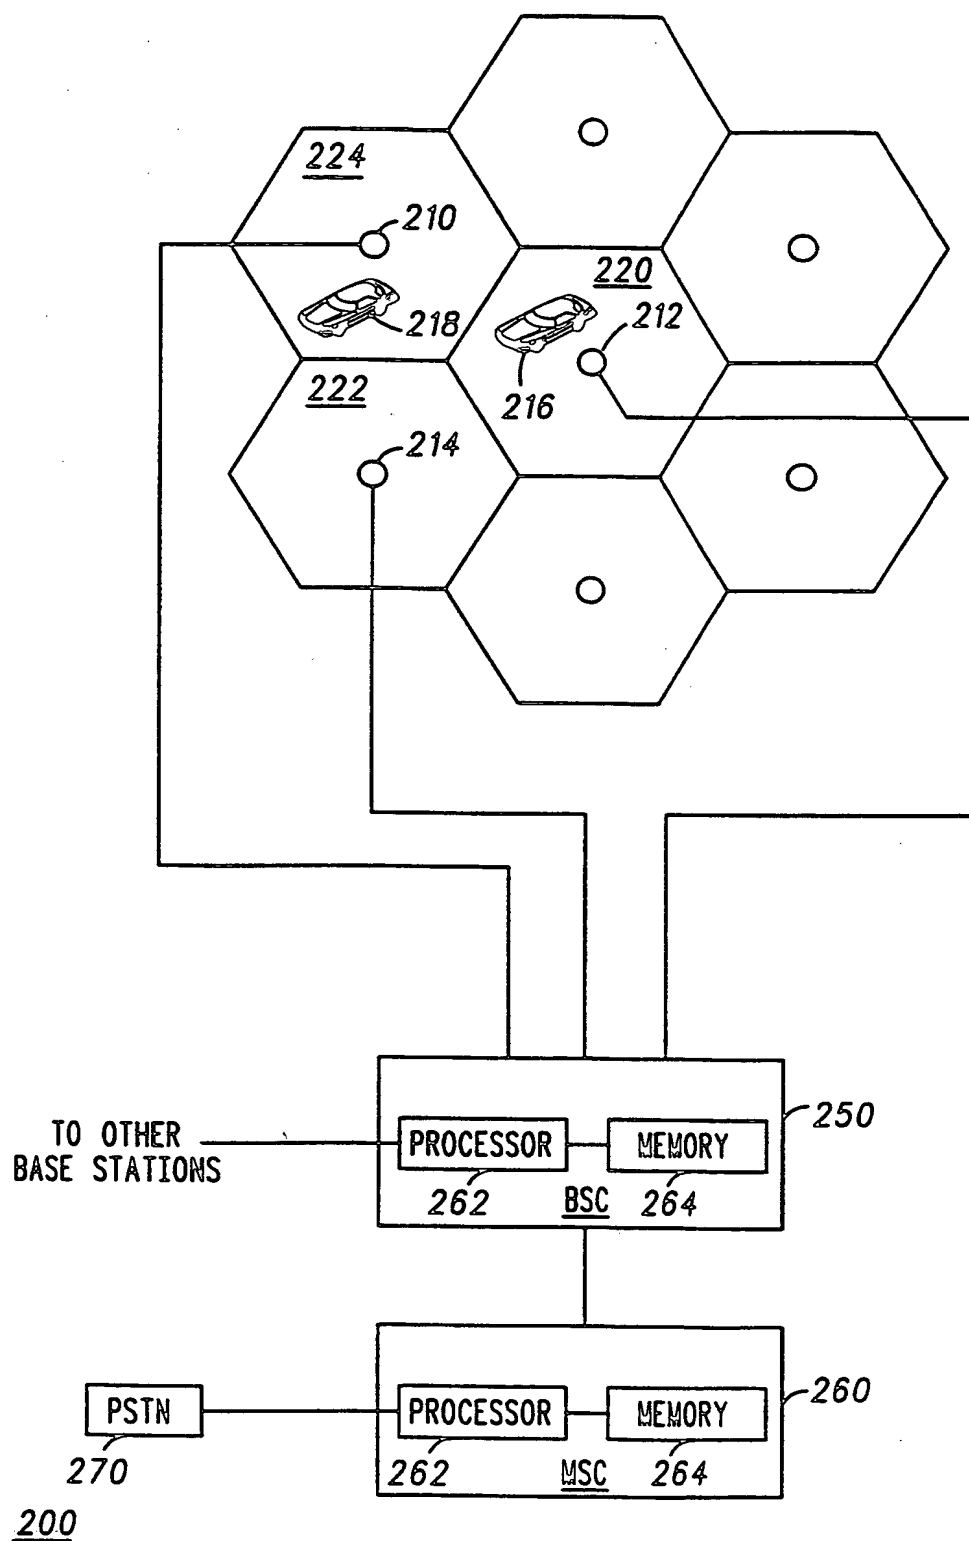 224
210
220
218
212
216
222
214
250
TO OTHER
BASE STATIONS
PROCESSOR
MEMORY
262
BSC
264
260
PSTN
PROCESSOR
MEMORY
270
262
MSC
264
200